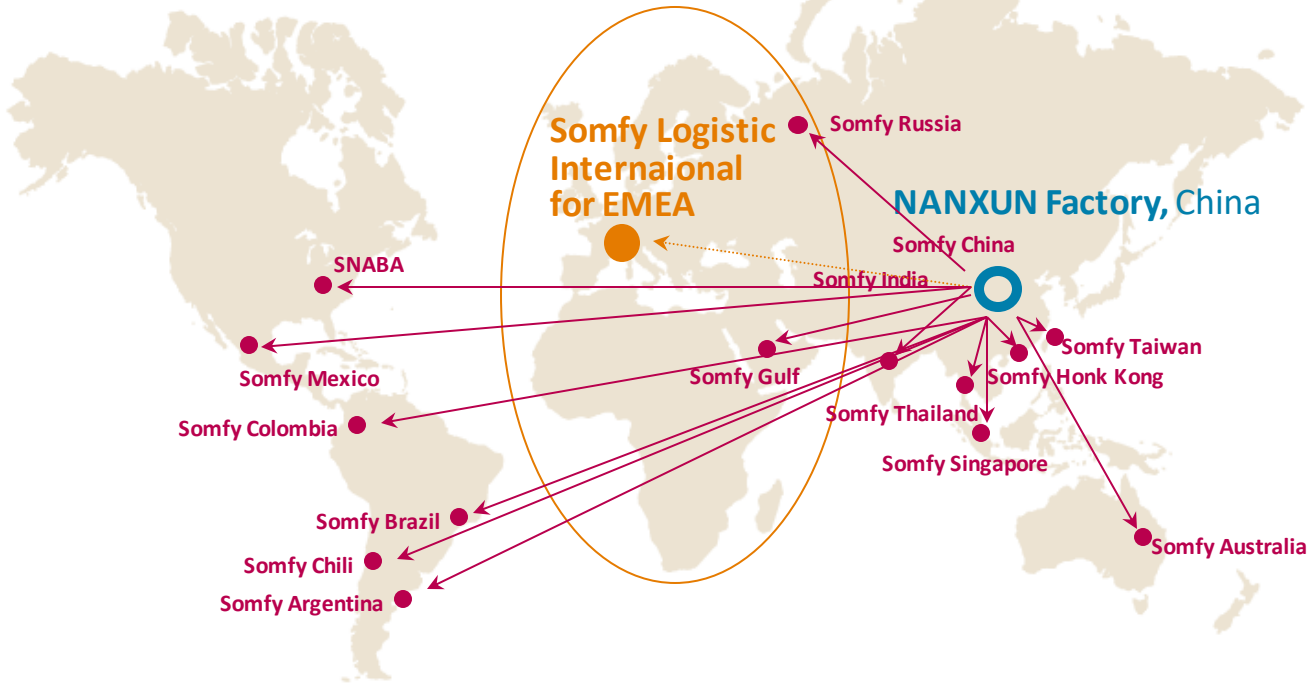 Somfy Logistic
Internaional
for EMEA
Somfy Russia
NANXUN Factory, China
Somfy China
SNABA
Somfy India
Somfy Mexico
Somfy Gulf
Somfy Taiwan
Somfy Honk Kong
Somfy Colombia
Somfy Thailand
Somfy Singapore
Somfy Brazil
Somfy Chili
Somfy Argentina
Somfy Australia